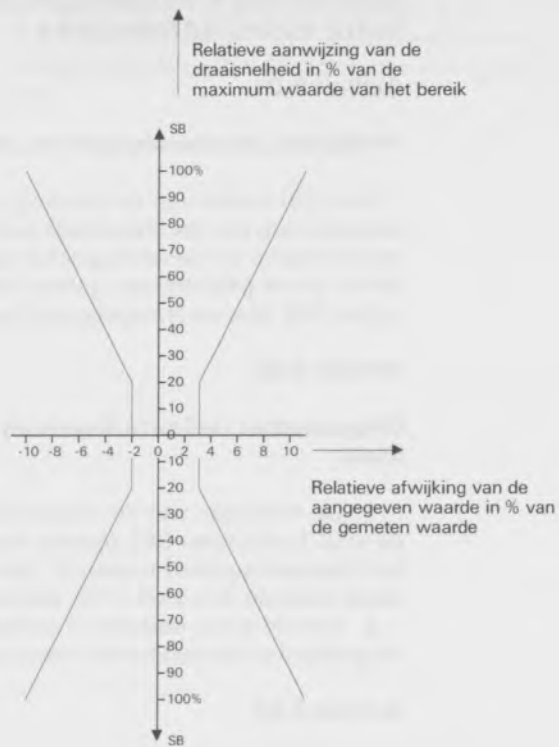 Relatieve aanwijzing van de
draaisnelheid in % van de
maximum waarde van het bereik
SB
100%
90
80
70
60
50
40
30
20
10
0
-10 -8 -6 -4 -2 0 2 4 6 8 10
10
20
30
40
50
60
70
80
90
100%
SB
Relatieve afwijking van de
aangegeven waarde in % van
de gemeten waarde